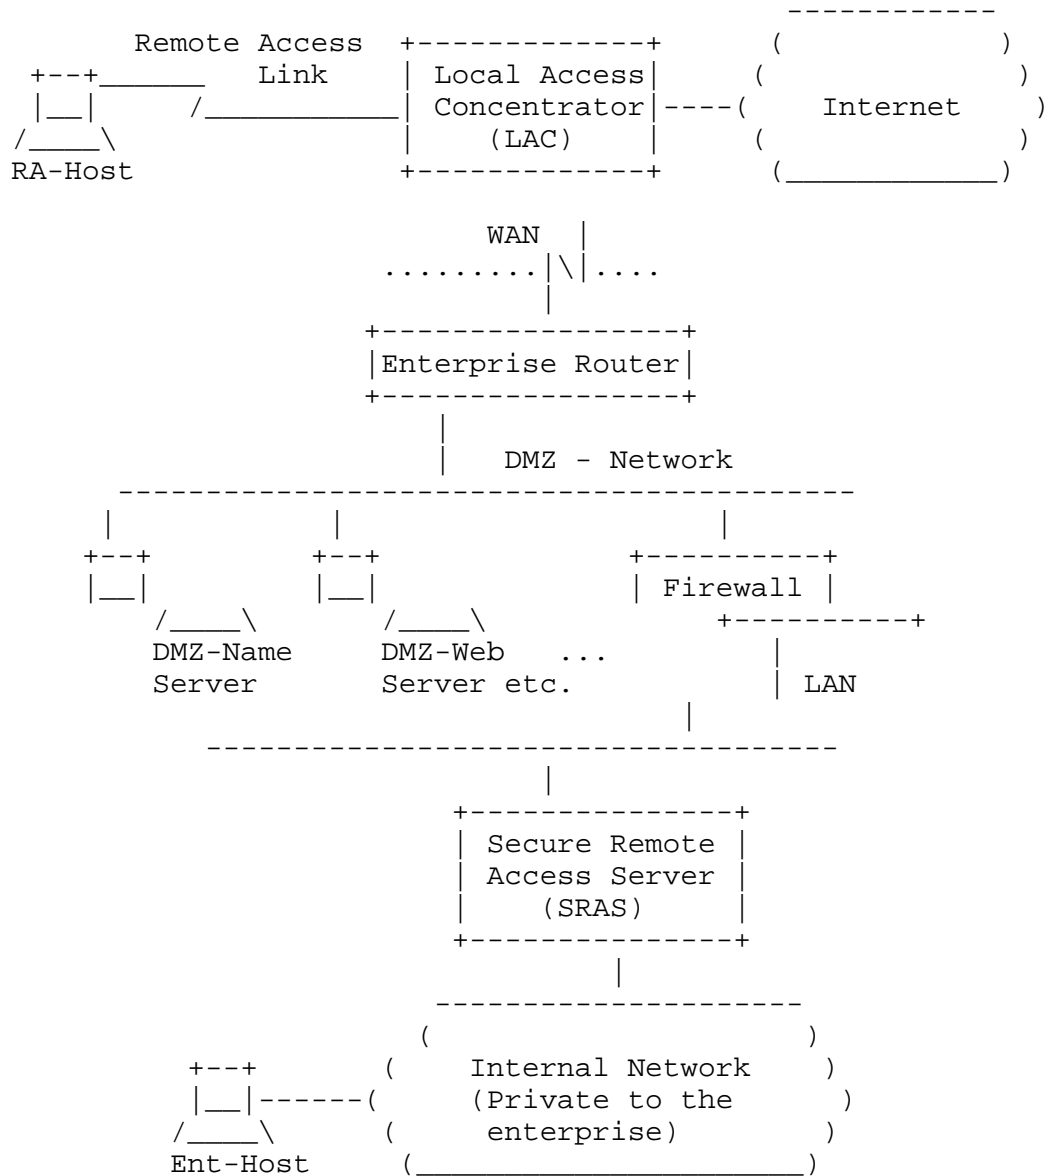 Remote Access
Link
Local Access
Concentrator
(LAC)
Internet
RA-Host
WAN
Enterprise Router
DMZ - Network
Firewall
DMZ-Name
Server
DMZ-Web
Server etc.
...
LAN
Secure Remote
Access Server
(SRAS)
Internal Network
(Private to the
enterprise)
Ent-Host